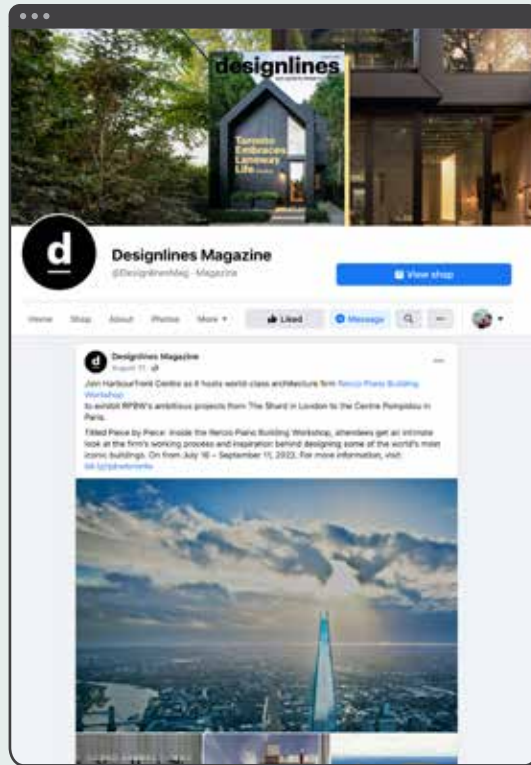 designlines
Toronto
Embraces
Laneway
Life
d
Designlines Magazine
@DesignlinesMag · Magazine
View shop
Home Shop About Photos More Liked Message
d
Designlines Magazine
August
Join Harbourfront Centre as it hosts world-class architecture firm Renzo Piano Building
Workshop
to exhibit RPBW's ambitious projects from The Shard in London to the Centre Pompidou in
Paris.
Titled Piece by Piece: Inside the Renzo Piano Building Workshop, attendees get an intimate
look at the firm's working process and inspiration behind designing some of the world's most
iconic buildings. On from July 16 – September 11, 2022. For more information, visit: